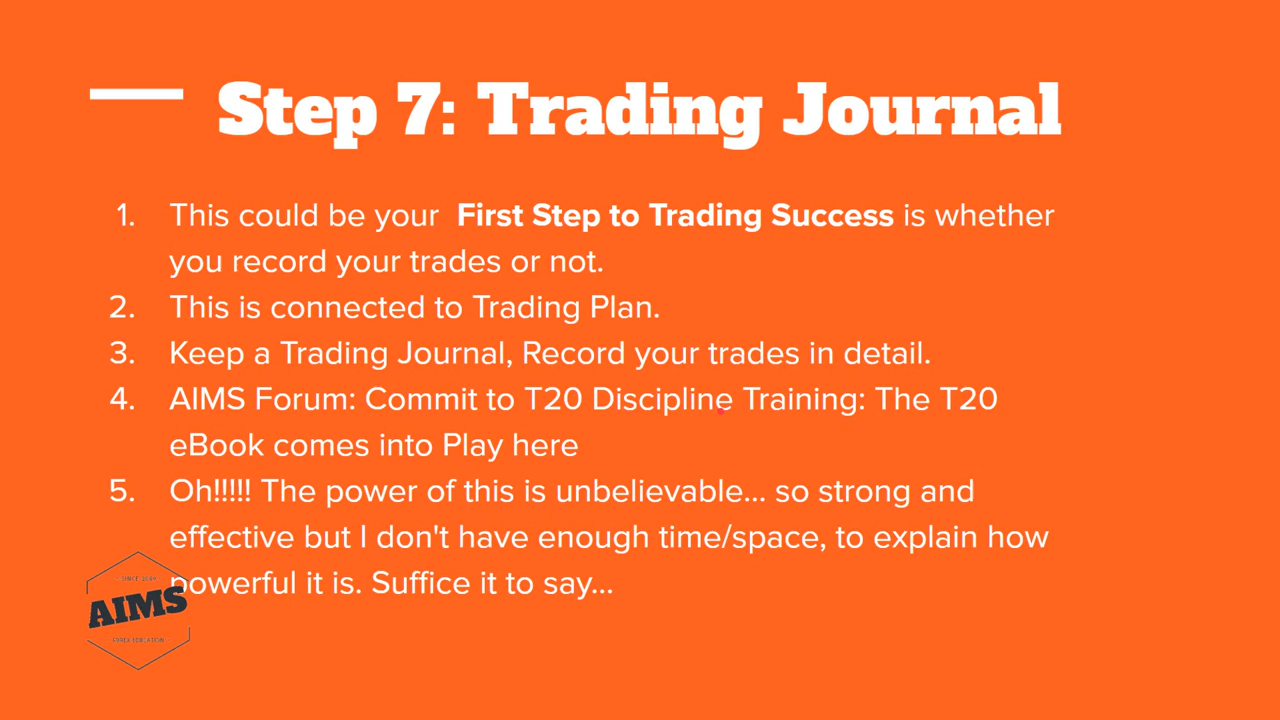 Step 7: Trading Journal
1. This could be your First Step to Trading Success is whether
you record your trades or not.
2. This is connected to Trading Plan.
3. Keep a Trading Journal, Record your trades in detail.
4. AIMS Forum: Commit to T20 Discipline Training: The T20
eBook comes into Play here
5. Oh!!!!! The power of this is unbelievable... so strong and
effective but I don't have enough time/space, to explain how
powerful it is. Suffice it to say...
AIMS
FOREX EDUCATION